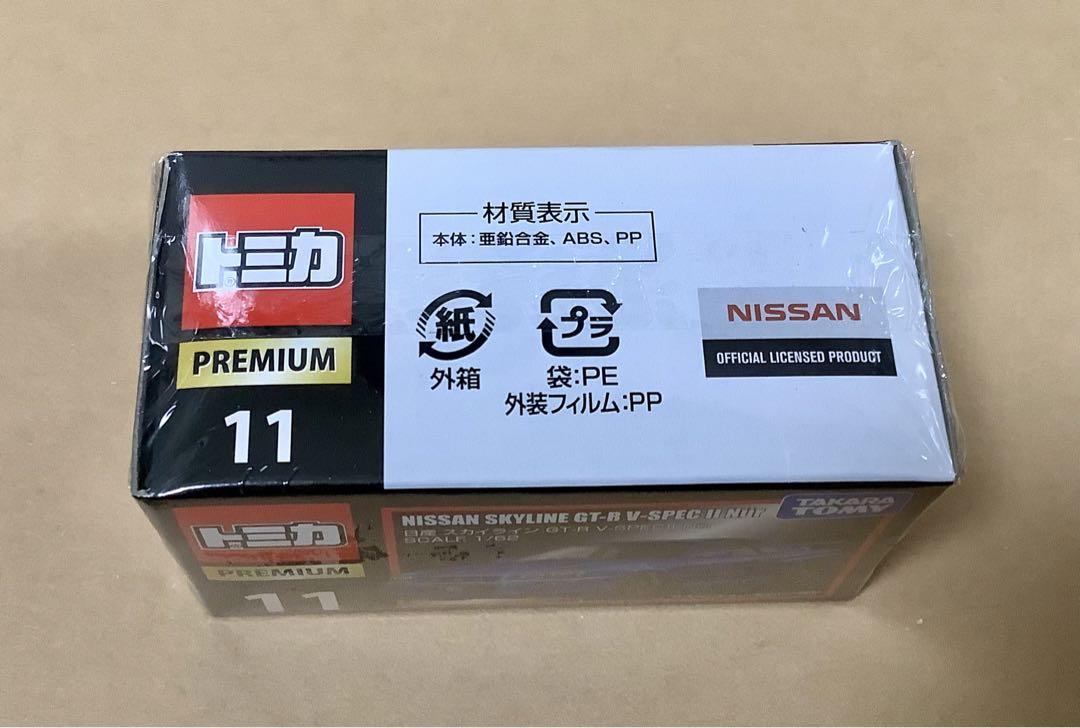 トミカ
PREMIUM
11
材質表示
本体:亜鉛合金、ABS、PP
紙
外箱
プラ
袋:PE
外装フィルム:PP
NISSAN
OFFICIAL LICENSED PRODUCT
トミカ
PREMIUM
11
NISSAN SKYLINE GT-R V-SPEC II NUR
日産 スカイライン GT-R V-SPEC II
SCALE 1/62
TAKARA
TOMY